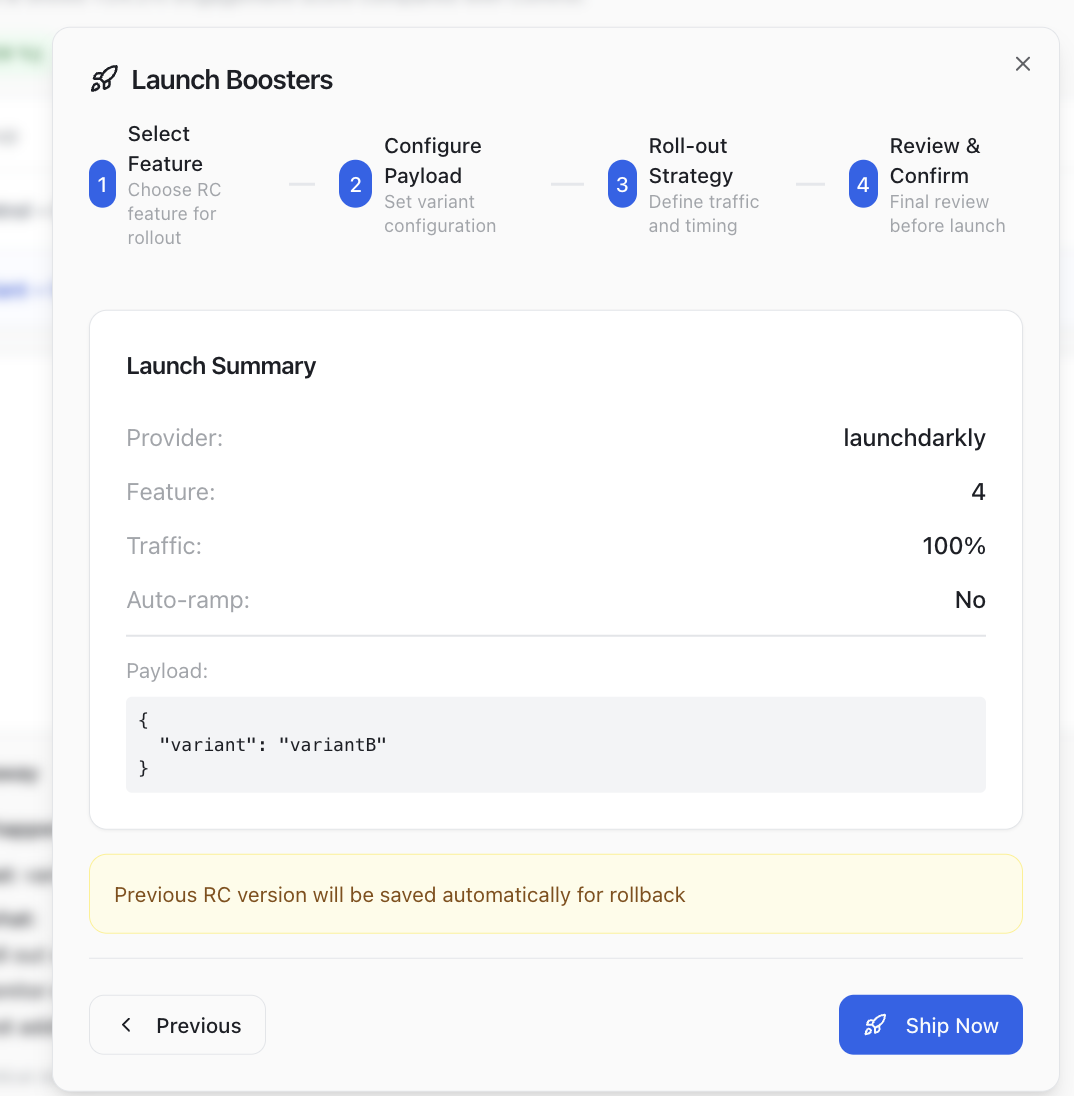 Launch Boosters
1
Select
Feature
Choose RC
feature for
rollout
2
Configure
Payload
Set variant
configuration
3
Roll-out
Strategy
Define traffic
and timing
4
Review &
Confirm
Final review
before launch
Launch Summary
Provider: launchdarkly
Feature: 4
Traffic: 100%
Auto-ramp: No
Payload:
{
  "variant": "variantB"
}
Previous RC version will be saved automatically for rollback
Previous
Ship Now